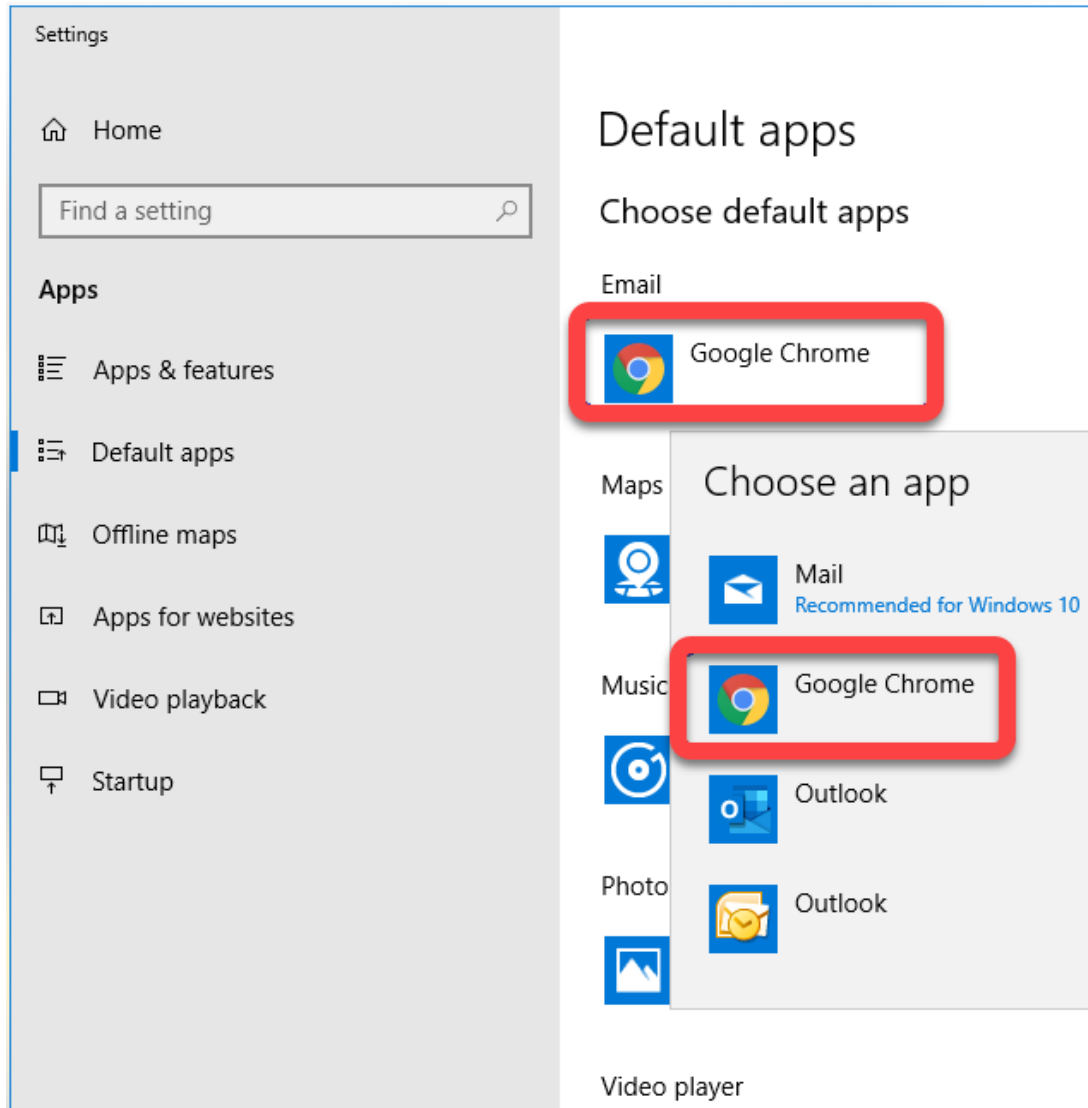 Settings
Home
Find a setting
Apps
Apps & features
Default apps
Offline maps
Apps for websites
Video playback
Startup
Default apps
Choose default apps
Email
Google Chrome
Maps
Music
Photo
Video player
Choose an app
Mail
Recommended for Windows 10
Google Chrome
Outlook
Outlook